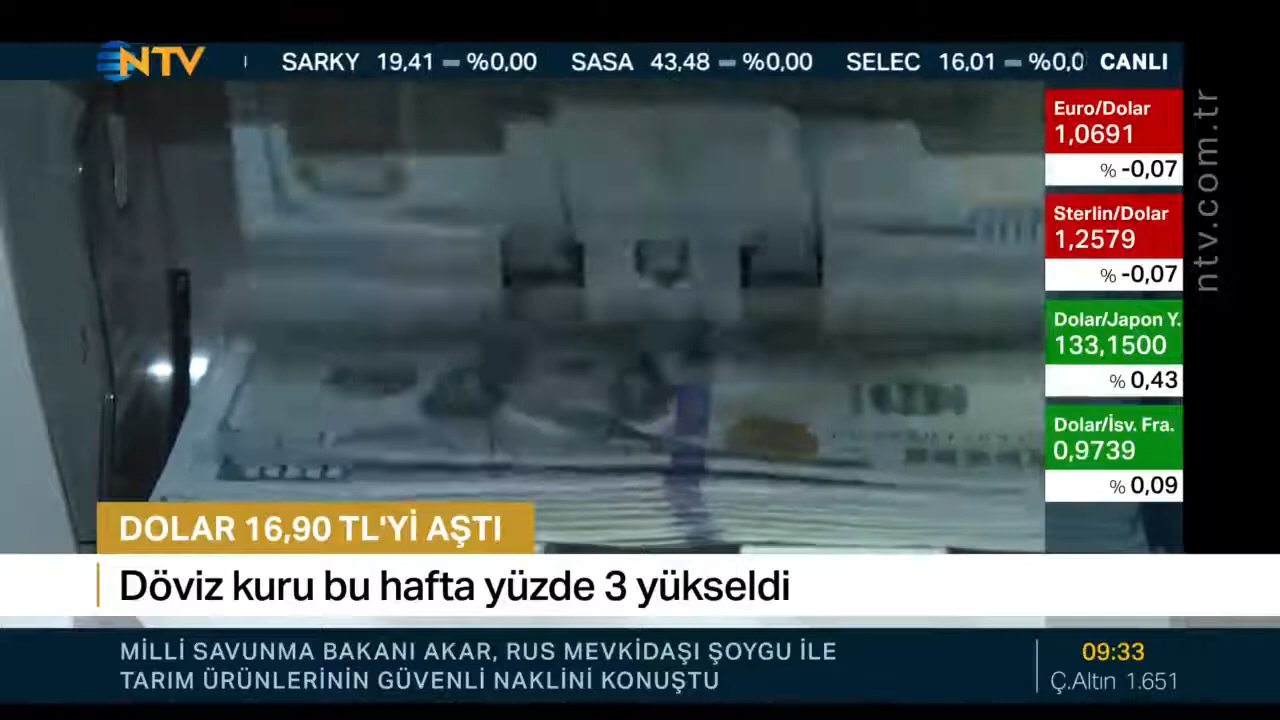 NTV
SARKY 19,41 %0,00 SASA 43,48 %0,00 SELEC 16,01 %0,0
CANLI
Euro/Dolar
1,0691
% -0,07
Sterlin/Dolar
1,2579
% -0,07
Dolar/Japon Y.
133,1500
% 0,43
Dolar/İsv. Fra.
0,9739
% 0,09
ntv.com.tr
DOLAR 16,90 TL'Yİ AŞTI
Döviz kuru bu hafta yüzde 3 yükseldi
MİLLİ SAVUNMA BAKANI AKAR, RUS MEVKİDAŞI ŞOYGU İLE
TARIM ÜRÜNLERİNİN GÜVENLİ NAKLİNİ KONUŞTU
09:33
Ç.Altın 1.651